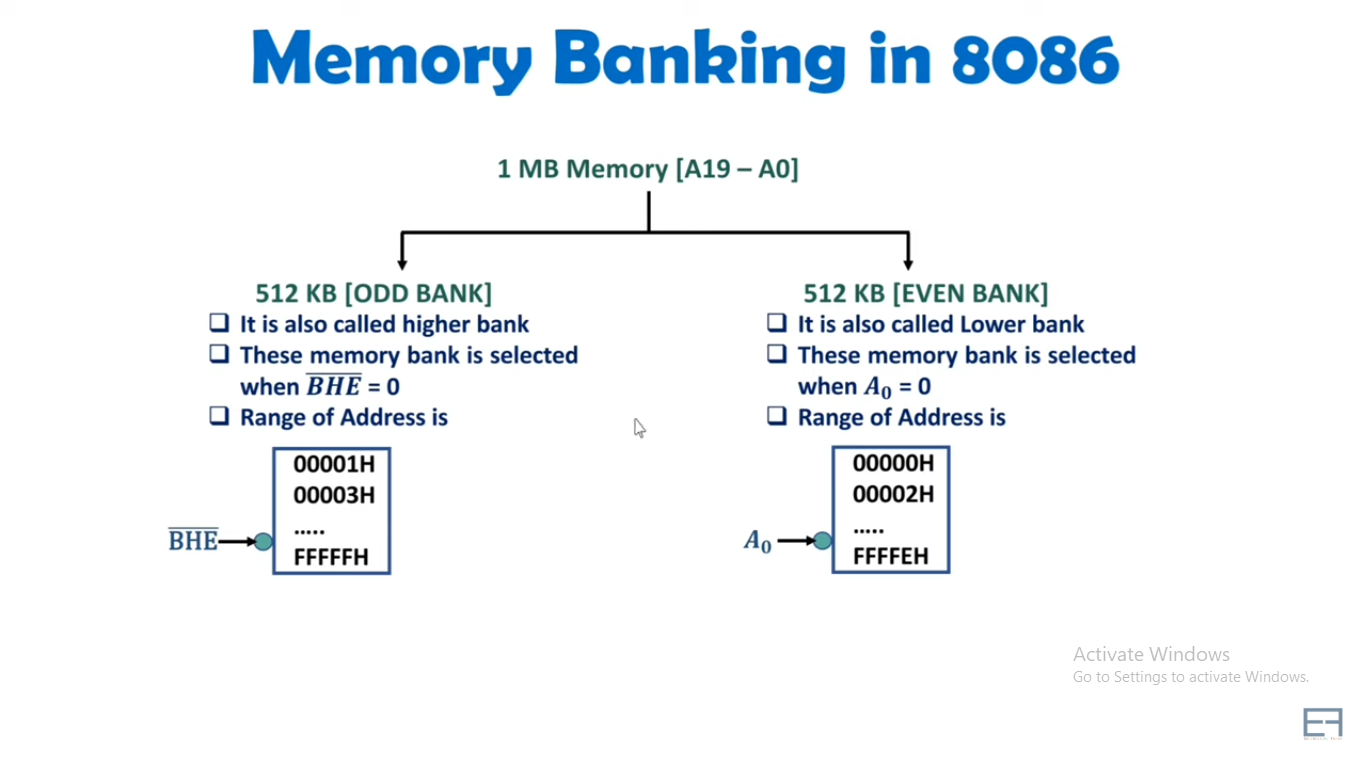 Memory Banking in 8086
1 MB Memory [A19 – A0]
512 KB [ODD BANK]
❑ It is also called higher bank
❑ These memory bank is selected
when B̅H̅E̅ = 0
❑ Range of Address is
00001H
00003H
.....
FFFFFH
B̅H̅E̅
512 KB [EVEN BANK]
❑ It is also called Lower bank
❑ These memory bank is selected
when A₀ = 0
❑ Range of Address is
00000H
00002H
.....
FFFFEH
A₀
Activate Windows
Go to Settings to activate Windows.